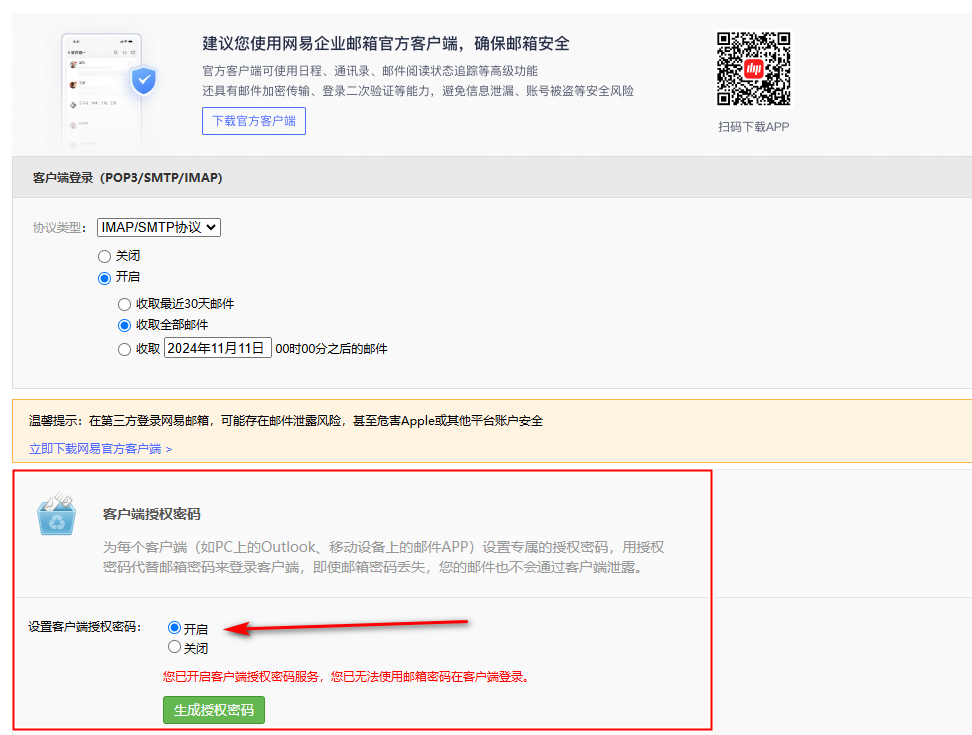 建议您使用网易企业邮箱官方客户端，确保邮箱安全
官方客户端可使用日程、通讯录、邮件阅读状态追踪等高级功能
还具有邮件加密传输、登录二次验证等能力，避免信息泄漏、账号被盗等安全风险
下载官方客户端
扫码下载APP
客户端登录（POP3/SMTP/IMAP）
协议类型： IMAP/SMTP协议
关闭
开启
收取最近30天邮件
收取全部邮件
收取 2024年11月11日 00时00分之后的邮件
温馨提示：在第三方登录网易邮箱，可能存在邮件泄露风险，甚至危害Apple或其他平台账户安全
立即下载网易官方客户端 >
客户端授权密码
为每个客户端（如PC上的Outlook、移动设备上的邮件APP）设置专属的授权密码，用授权
密码代替邮箱密码来登录客户端，即使邮箱密码丢失，您的邮件也不会通过客户端泄露。
设置客户端授权密码： 开启
关闭
您已开启客户端授权密码服务，您已无法使用邮箱密码在客户端登录。
生成授权密码